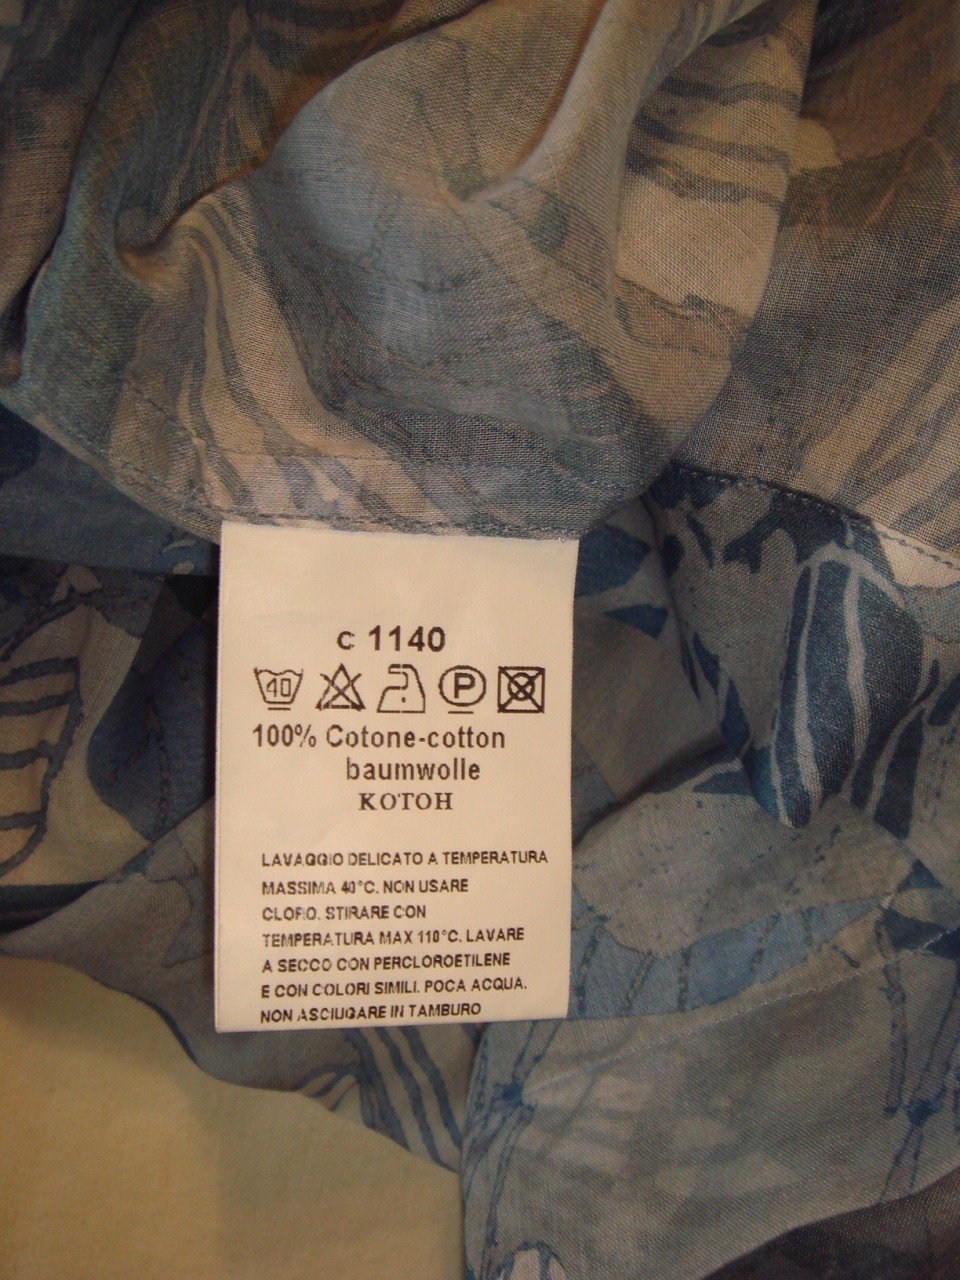 c 1140
40 P
100% Cotone-cotton
baumwolle
КОТОН
LAVAGGIO DELICATO A TEMPERATURA
MASSIMA 40°C. NON USARE
CLORO. STIRARE CON
TEMPERATURA MAX 110°C. LAVARE
A SECCO CON PERCLOROETILENE
E CON COLORI SIMILI. POCA ACQUA.
NON ASCIUGARE IN TAMBURO